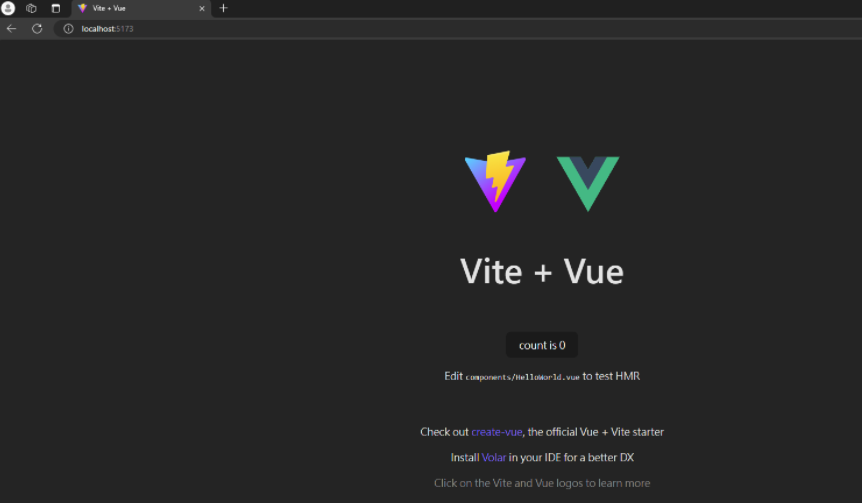 Vite + Vue
localhost:5173
Vite + Vue
count is 0
Edit components/HelloWorld.vue to test HMR
Check out create-vue, the official Vue + Vite starter
Install Volar in your IDE for a better DX
Click on the Vite and Vue logos to learn more